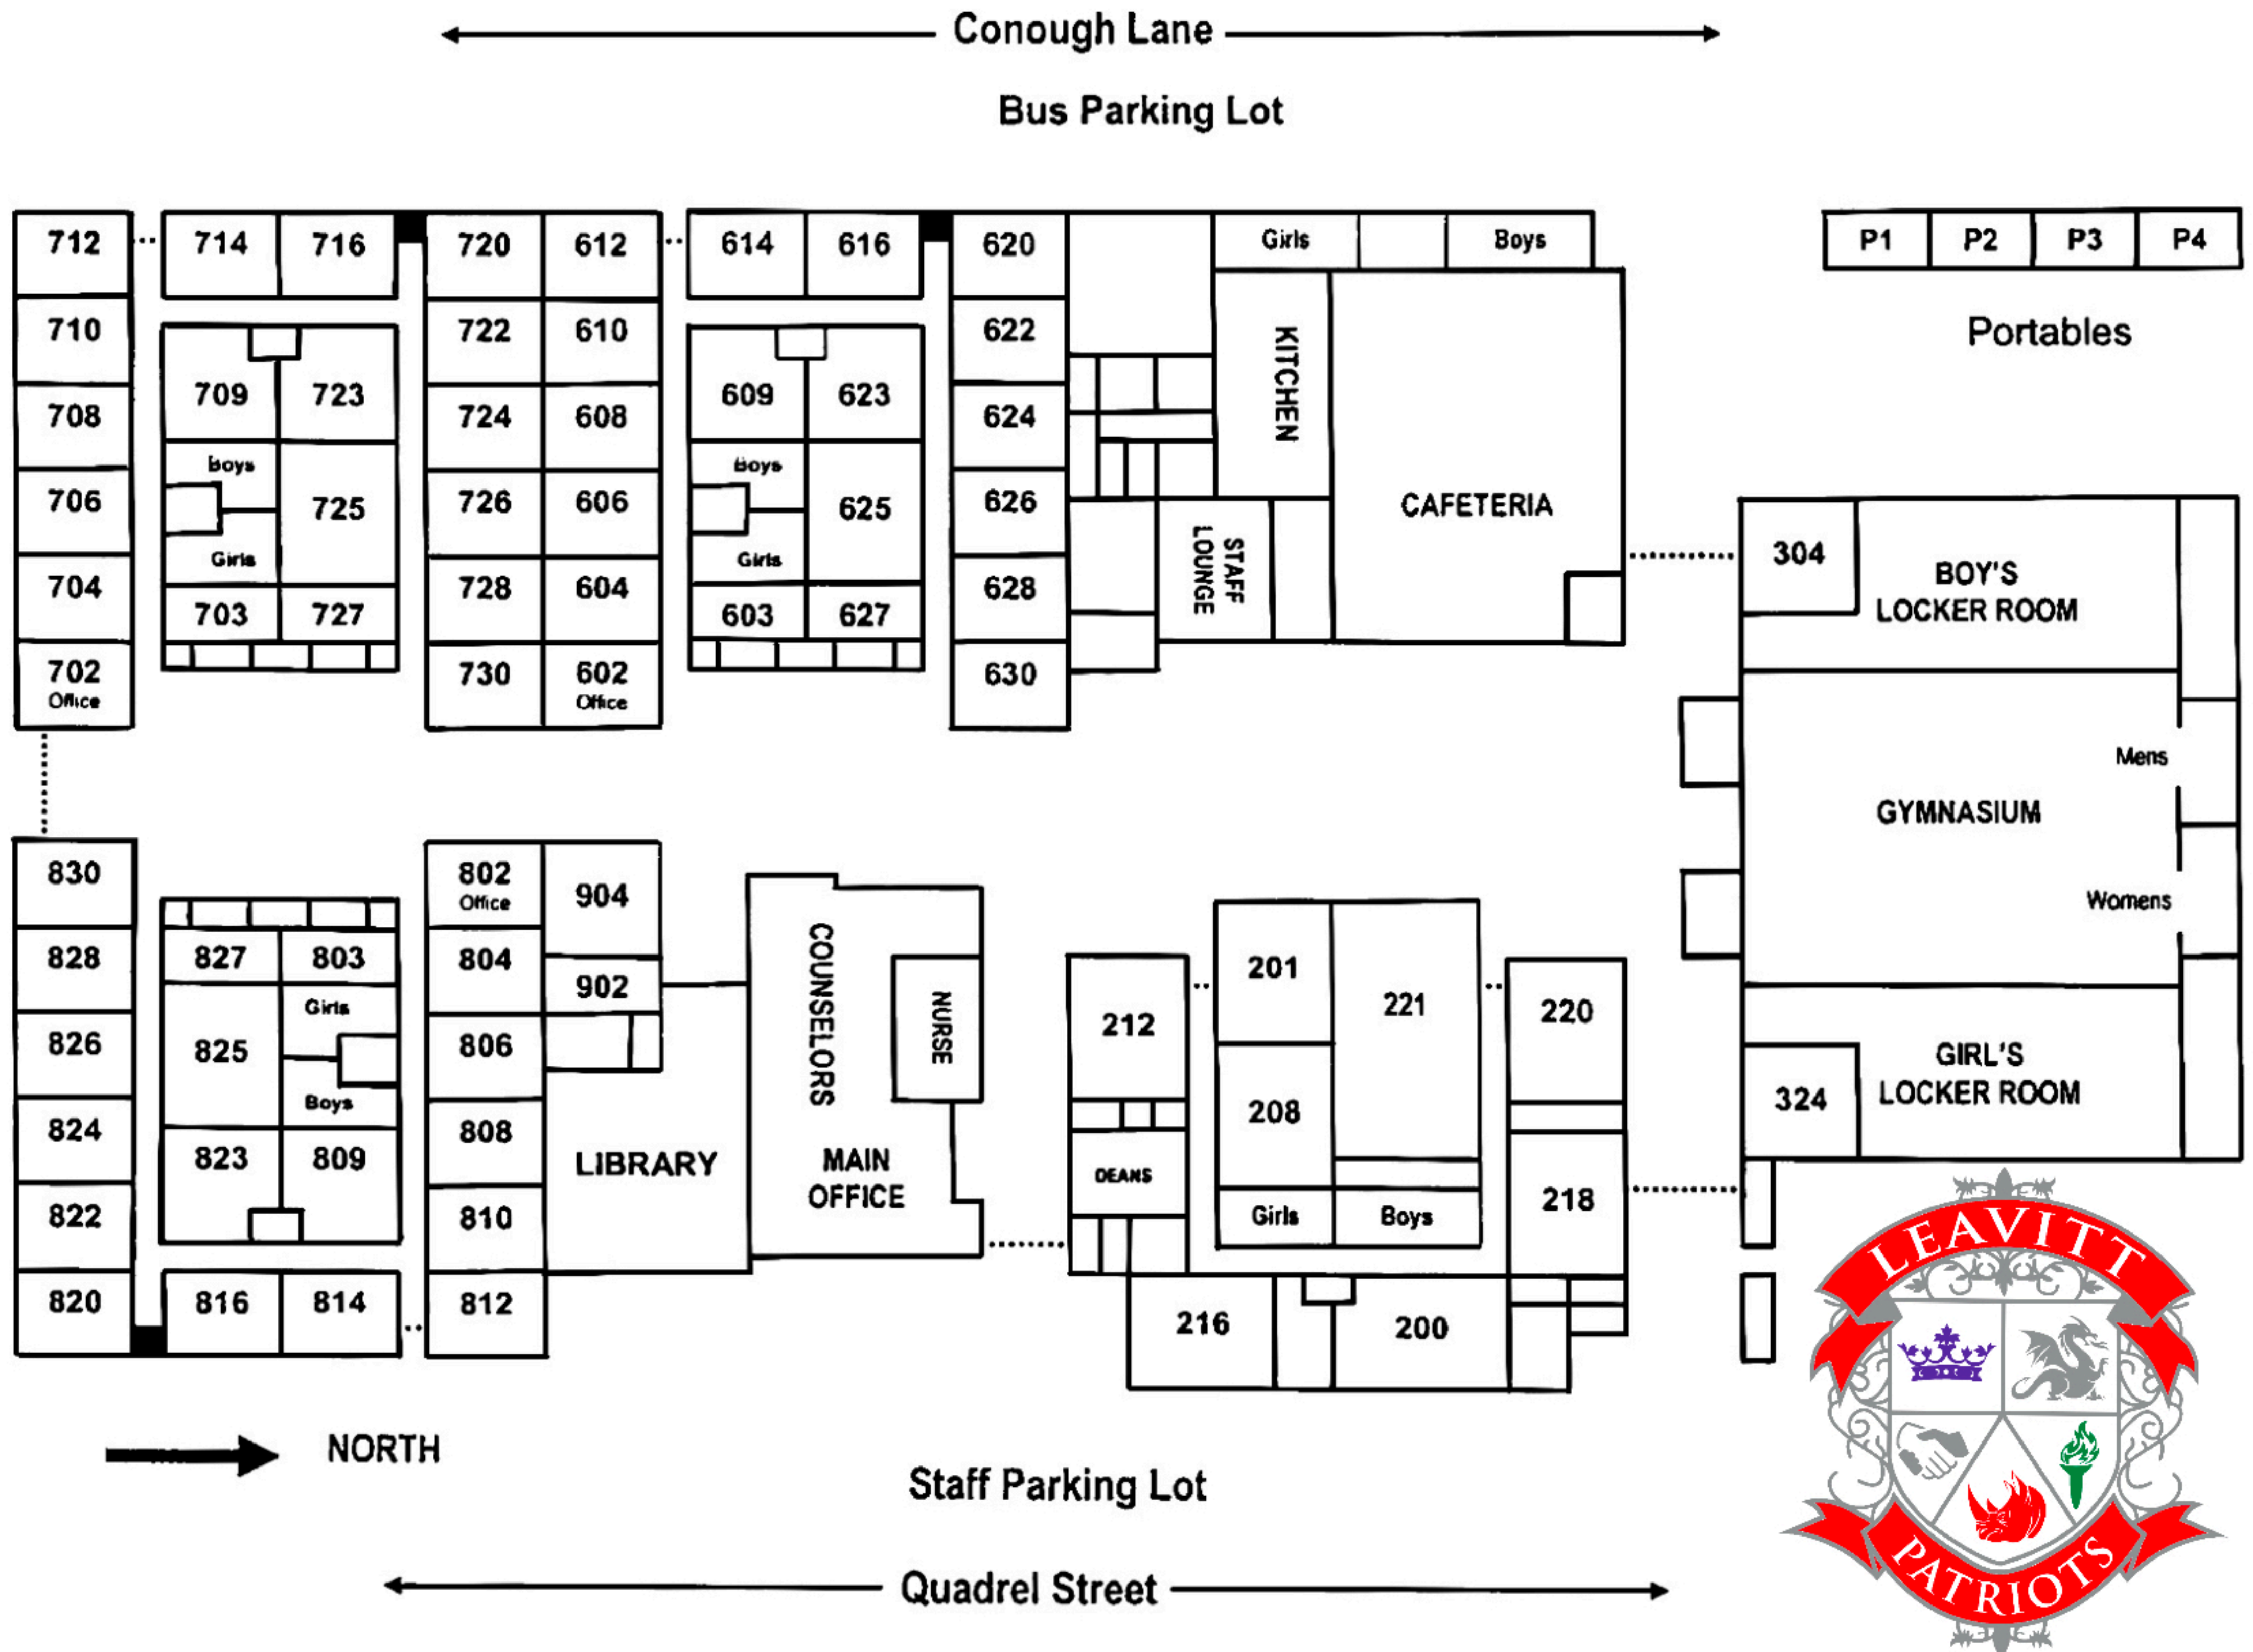 Conough Lane
Bus Parking Lot
712 714 716 720 612 614 616 620 Girls Boys P1 P2 P3 P4
Portables
710 722 610 622
709 723 609 623
708 724 608 624
KITCHEN
Boys Boys
706 725 726 606 625 626 CAFETERIA
Girls Girls
704 728 604 628
STAFF
LOUNGE
304
BOY'S
LOCKER ROOM
703 727 603 627
702 730 602 630
Office Office
Mens
GYMNASIUM
Womens
830 802 904
Office
828 827 803 804 902
Girls
COUNSELORS
NURSE
201 221
212 220
826 825 806
Boys
GIRL'S
LOCKER ROOM
324
824 823 809 808
208
LIBRARY
MAIN
OFFICE
DEANS
218
822 810
Girls Boys
820 816 814 812
216 200
LEAVITT
PATRIOTS
NORTH
Staff Parking Lot
Quadrel Street